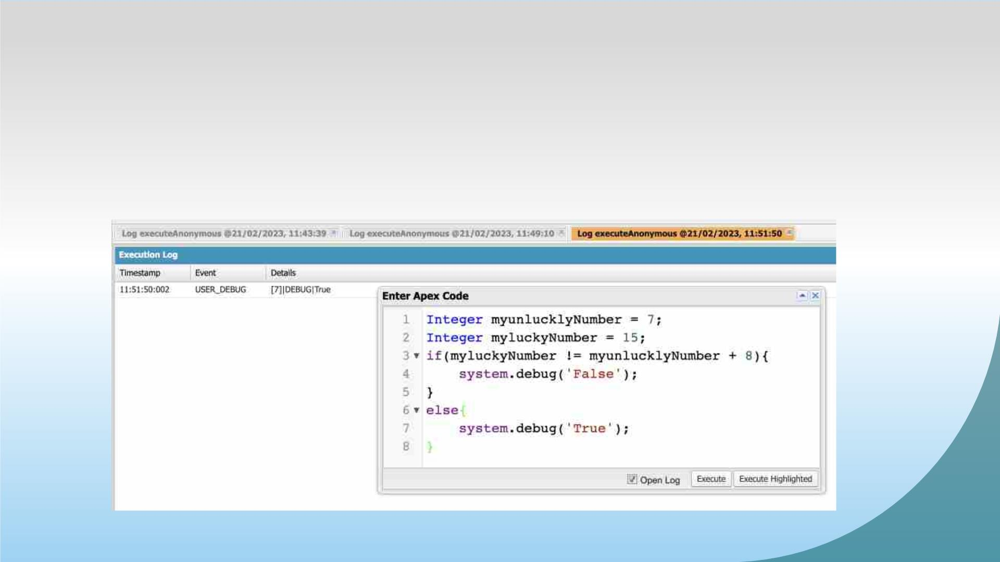 Log executeAnonymous @21/02/2023, 11:43:39 Log executeAnonymous @21/02/2023, 11:49:10 Log executeAnonymous @21/02/2023, 11:51:50
Execution Log
Timestamp Event Details
11:51:50:002 USER_DEBUG [7]|DEBUG|True
Enter Apex Code
1 Integer myunlucklyNumber = 7;
2 Integer myluckyNumber = 15;
3 if(myluckyNumber != myunlucklyNumber + 8){
4 system.debug('False');
5 }
6 else{
7 system.debug('True');
8 }
Open Log Execute Execute Highlighted